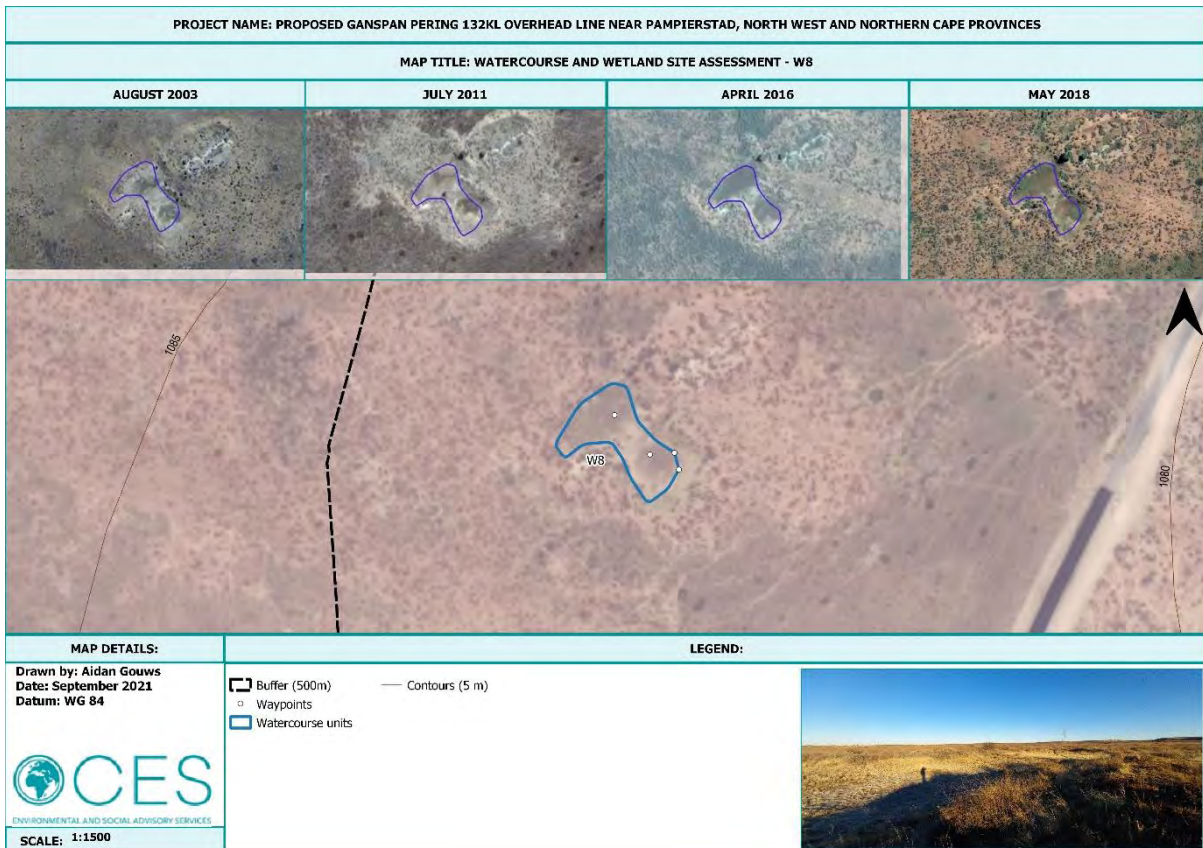 PROJECT NAME: PROPOSED GANSPAN PERING 132KL OVERHEAD LINE NEAR PAMPIERSTAD, NORTH WEST AND NORTHERN CAPE PROVINCES
MAP TITLE: WATERCOURSE AND WETLAND SITE ASSESSMENT - W8
AUGUST 2003
JULY 2011
APRIL 2016
MAY 2018
1085
W8
1080
MAP DETAILS:
Drawn by: Aidan Gouws
Date: September 2021
Datum: WG 84
CES
ENVIRONMENTAL AND SOCIAL ADVISORY SERVICES
SCALE: 1:1500
LEGEND:
Buffer (500m)
Contours (5 m)
Waypoints
Watercourse units